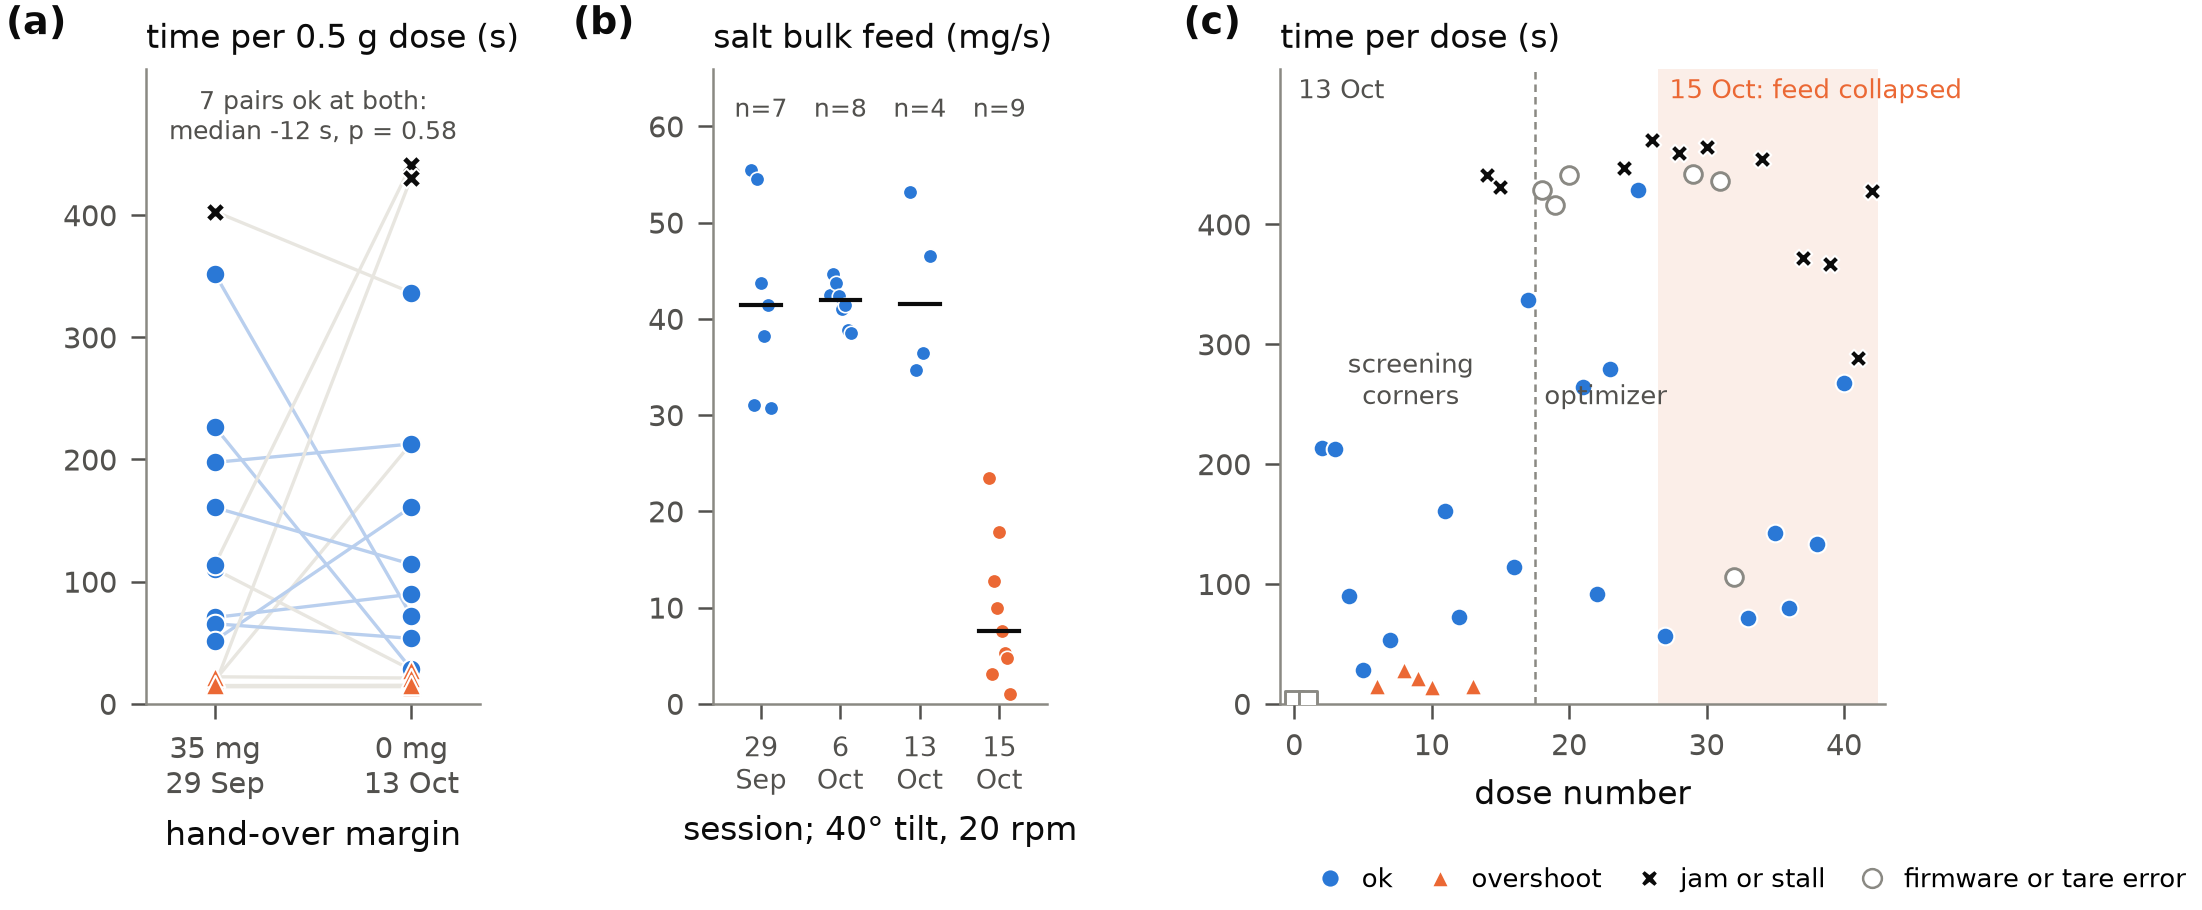 (a)
time per 0.5 g dose (s)
7 pairs ok at both:
median -12 s, p = 0.58
400
300
200
100
0
35 mg
29 Sep
0 mg
13 Oct
hand-over margin
(b)
salt bulk feed (mg/s)
n=7
n=8
n=4
n=9
60
50
40
30
20
10
0
29
Sep
6
Oct
13
Oct
15
Oct
session; 40° tilt, 20 rpm
(c)
time per dose (s)
13 Oct
15 Oct: feed collapsed
400
300
200
100
0
screening
corners
optimizer
0
10
20
30
40
dose number
ok
overshoot
jam or stall
firmware or tare error